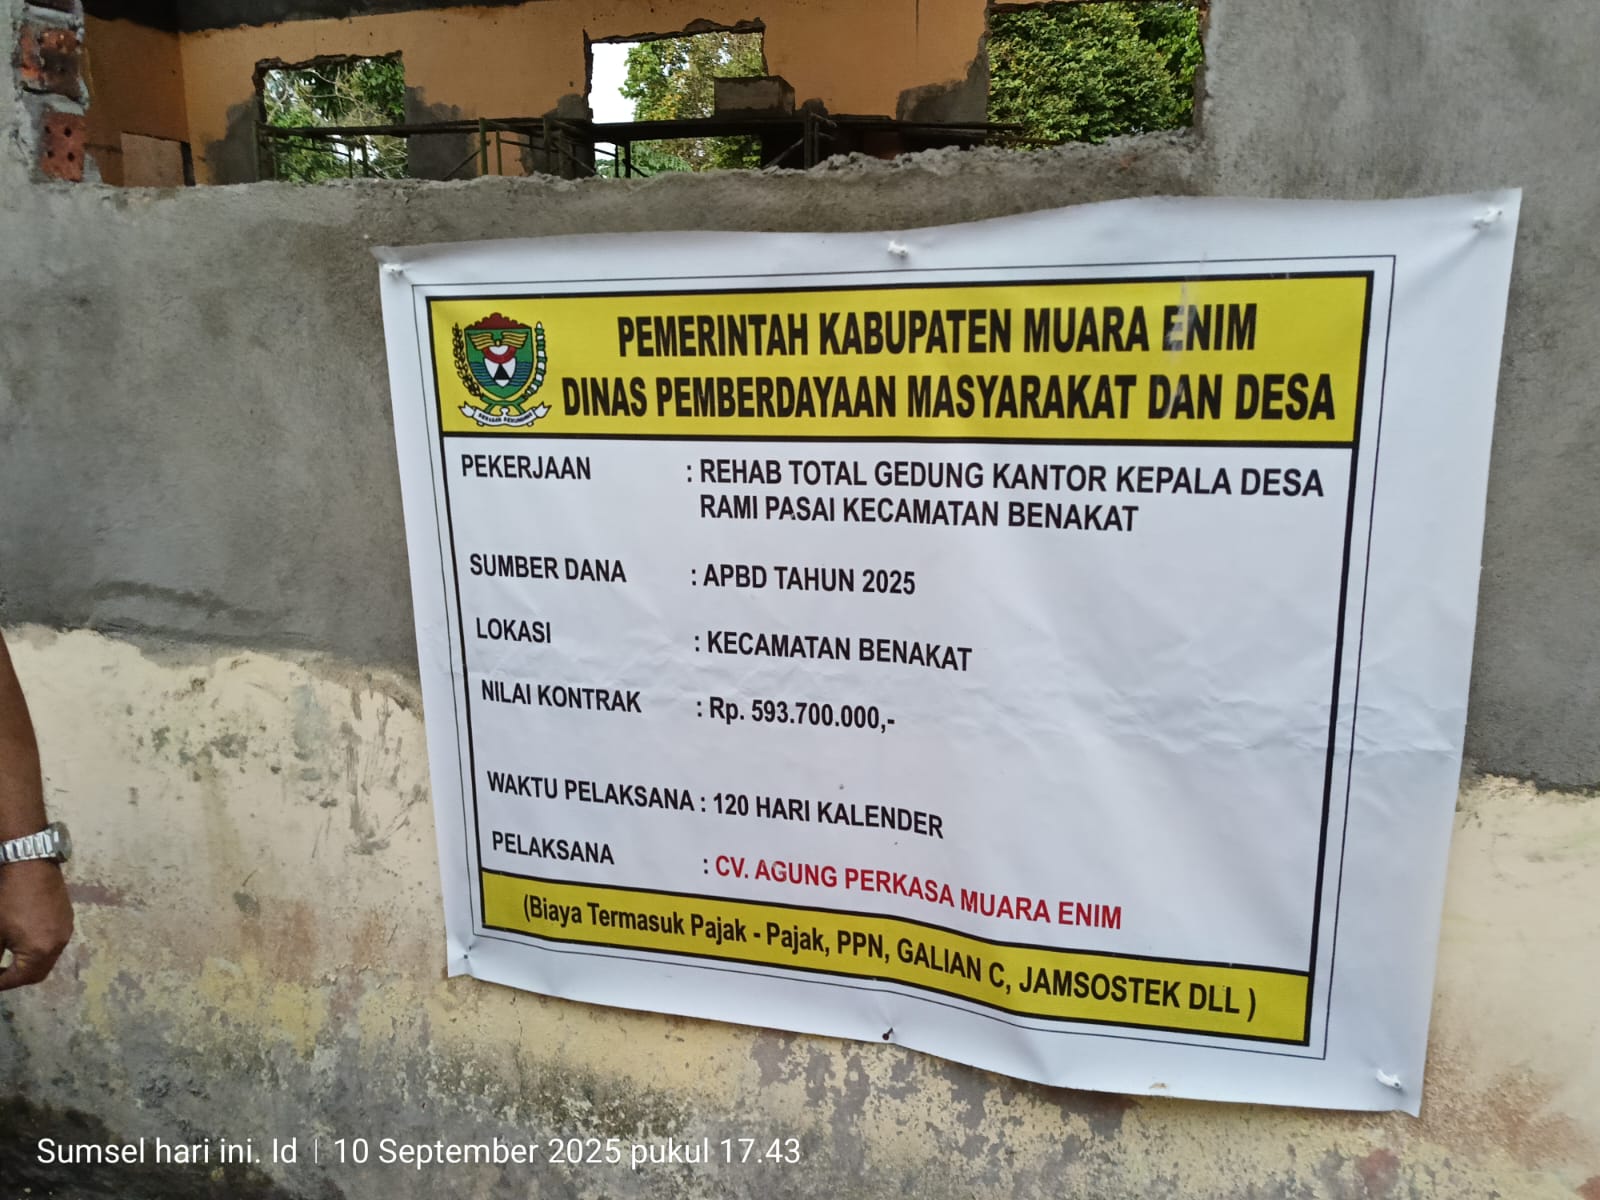 PEMERINTAH KABUPATEN MUARA ENIM
DINAS PEMBERDAYAAN MASYARAKAT DAN DESA
PEKERJAAN : REHAB TOTAL GEDUNG KANTOR KEPALA DESA
RAMI PASAI KECAMATAN BENAKAT
SUMBER DANA : APBD TAHUN 2025
LOKASI : KECAMATAN BENAKAT
NILAI KONTRAK : Rp. 593.700.000,-
WAKTU PELAKSANA : 120 HARI KALENDER
PELAKSANA : CV. AGUNG PERKASA MUARA ENIM
(Biaya Termasuk Pajak - Pajak, PPN, GALIAN C, JAMSOSTEK DLL )
Sumsel hari ini. Id | 10 September 2025 pukul 17.43